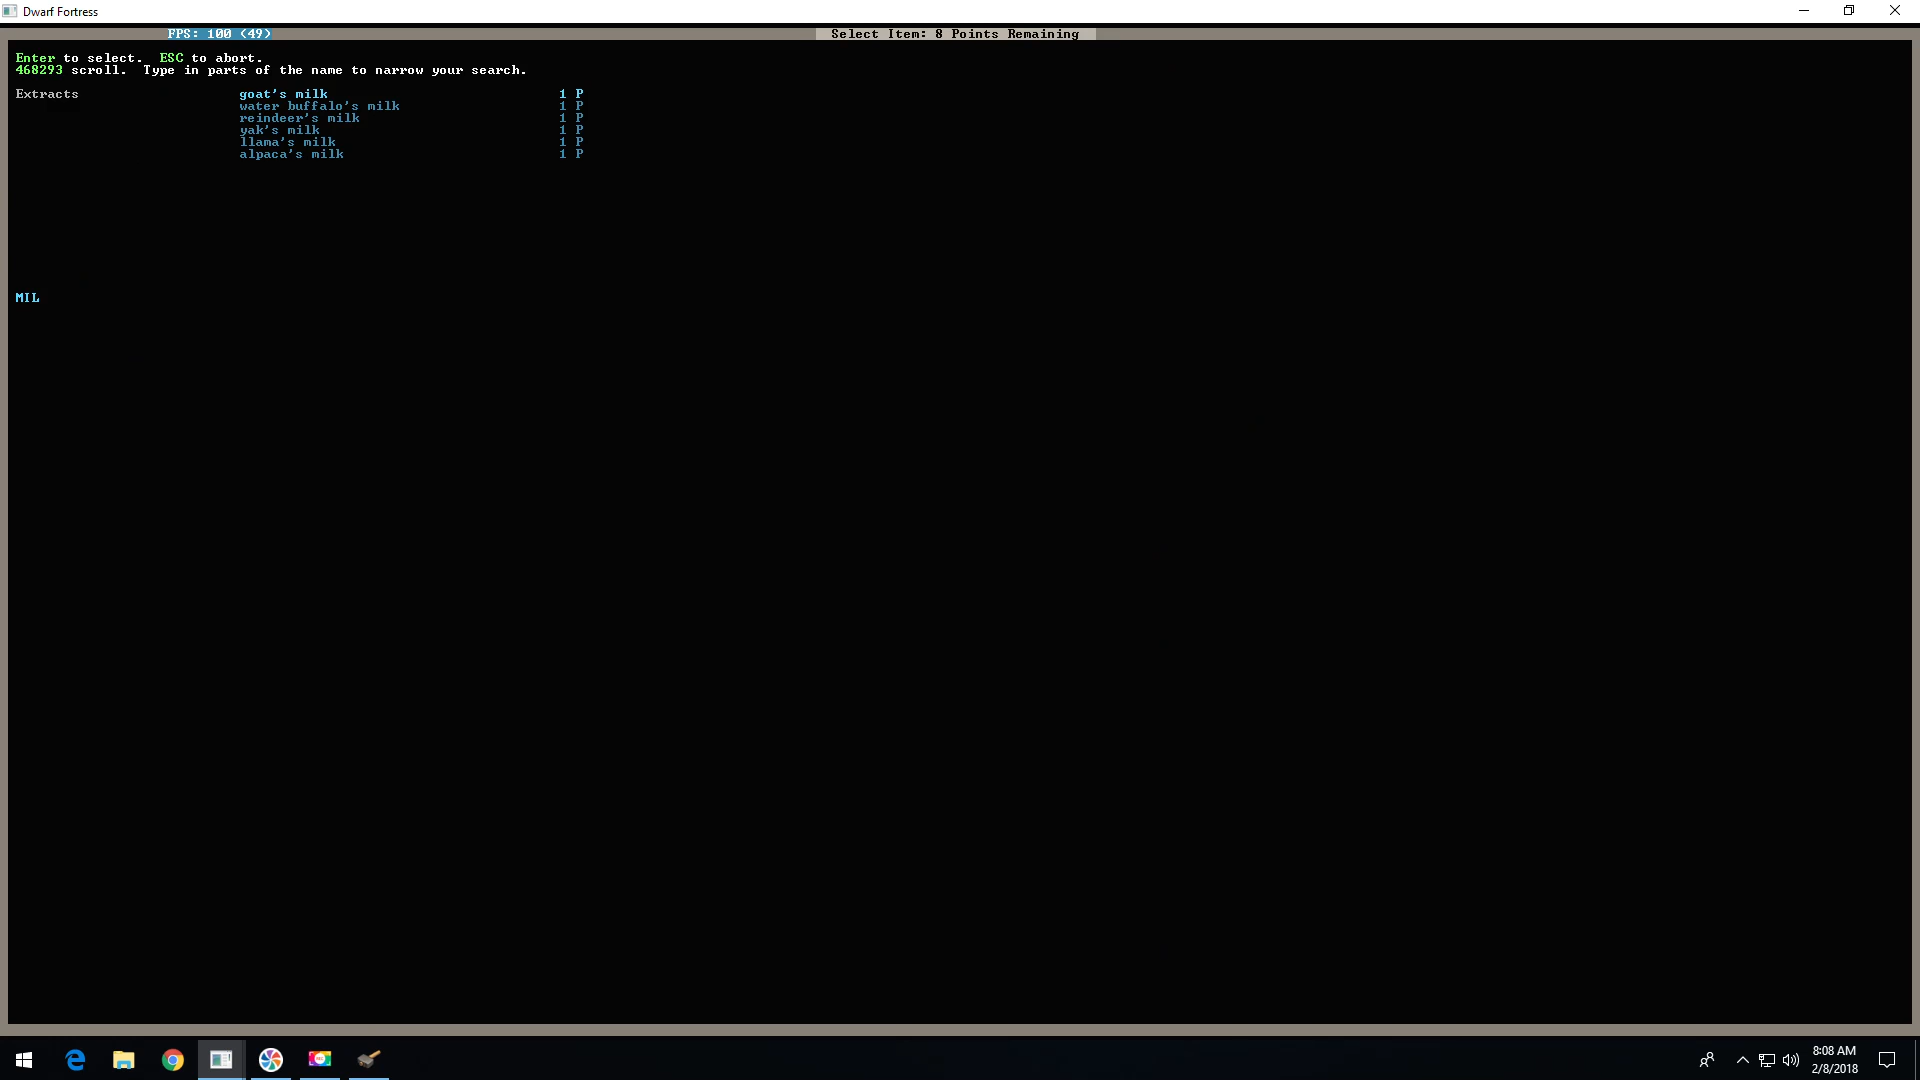 Dwarf Fortress
FPS: 100 (49)
Select Item: 8 Points Remaining
Enter to select.  ESC to abort.
468293 scroll.  Type in parts of the name to narrow your search.
Extracts goat's milk 1 P
water buffalo's milk 1 P
reindeer's milk 1 P
yak's milk 1 P
llama's milk 1 P
alpaca's milk 1 P
MIL
8:08 AM
2/8/2018